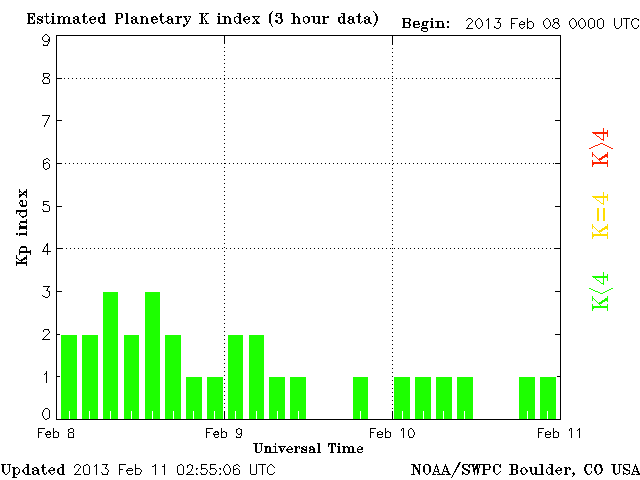 Estimated Planetary K index (3 hour data) Begin: 2013 Feb 08 0000 UTC
9
8
7
6
5
4
3
2
1
0
Kp index
K>4
K=4
K<4
Feb 8 Feb 9 Feb 10 Feb 11
Universal Time
Updated 2013 Feb 11 02:55:06 UTC NOAA/SWPC Boulder, CO USA